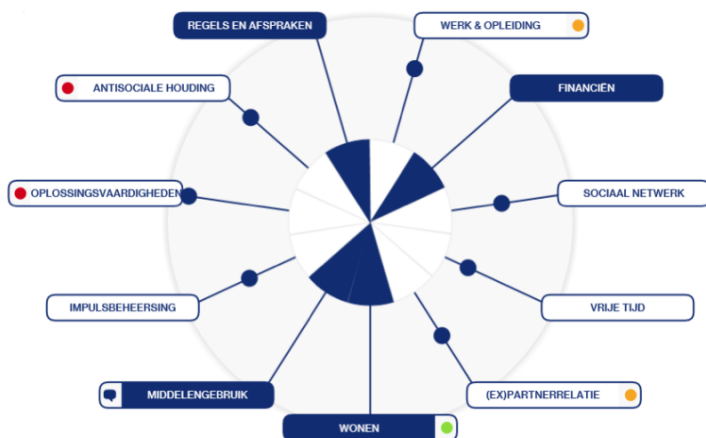 REGELS EN AFSPRAKEN
WERK & OPLEIDING
ANTISOCIALE HOUDING
FINANCIËN
OPLOSSINGSVAARDIGHEDEN
SOCIAAL NETWERK
IMPULSBEHEERSING
VRIJE TIJD
MIDDELENGEBRUIK
(EX)PARTNERRELATIE
WONEN